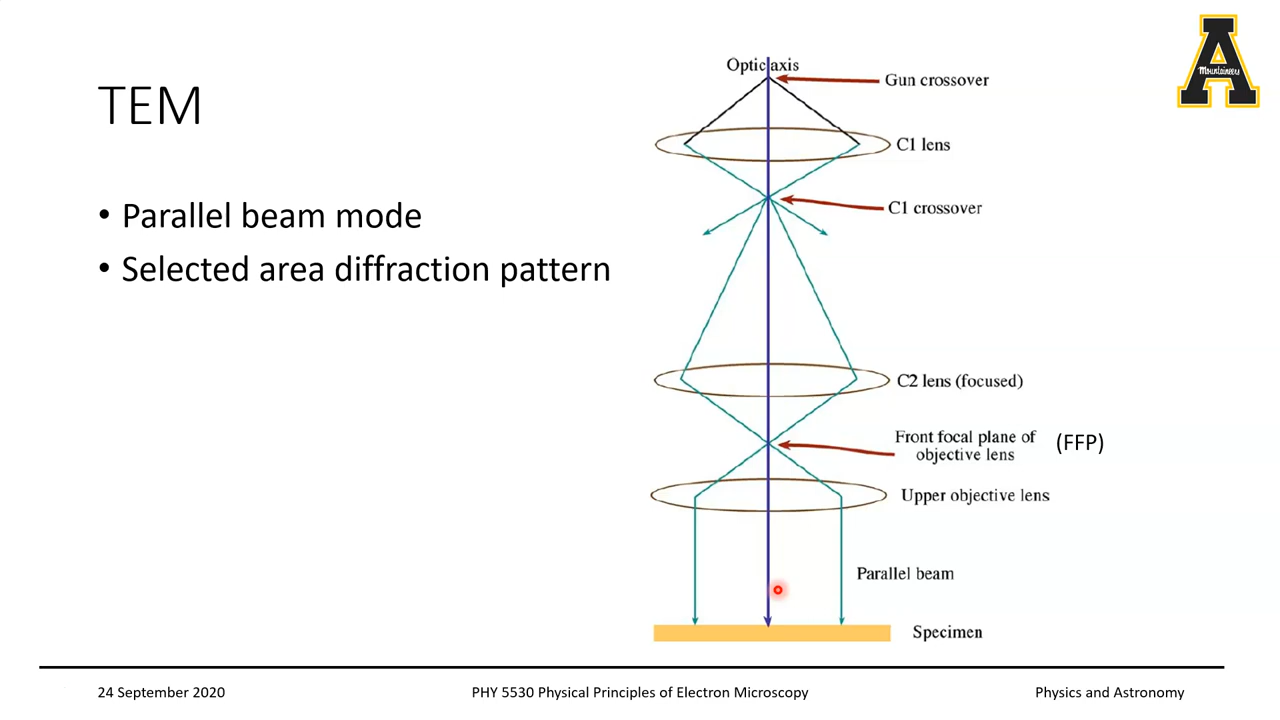 TEM
• Parallel beam mode
• Selected area diffraction pattern
Optic axis
Gun crossover
C1 lens
C1 crossover
C2 lens (focused)
Front focal plane of
objective lens
(FFP)
Upper objective lens
Parallel beam
Specimen
A
Mountaineers
24 September 2020
PHY 5530 Physical Principles of Electron Microscopy
Physics and Astronomy